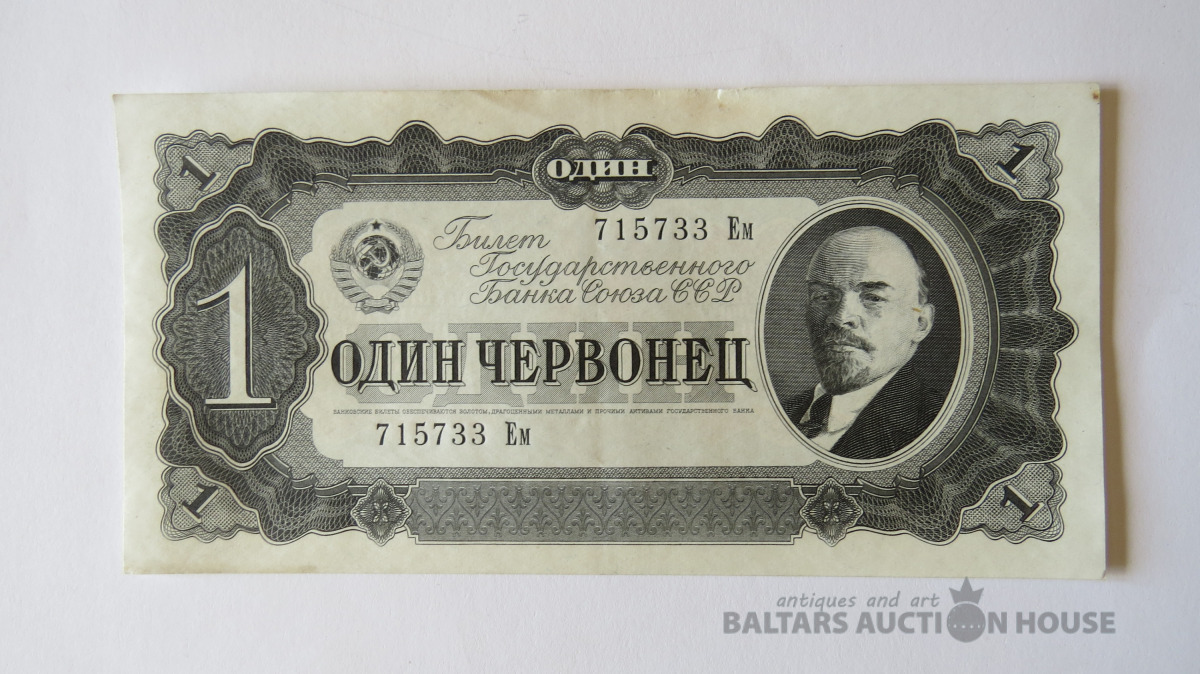 ОДИН
1
1
715733 Ем
Билет
Государственного
Банка Союза ССР
1
ОДИН
ОДИН ЧЕРВОНЕЦ
БАНКОВСКИЕ БИЛЕТЫ ОБЕСПЕЧИВАЮТСЯ ЗОЛОТОМ, ДРАГОЦЕННЫМИ МЕТАЛЛАМИ И ПРОЧИМИ АКТИВАМИ ГОСУДАРСТВЕННОГО БАНКА
715733 Ем
1
1
antiques and art
BALTARS AUCTION HOUSE